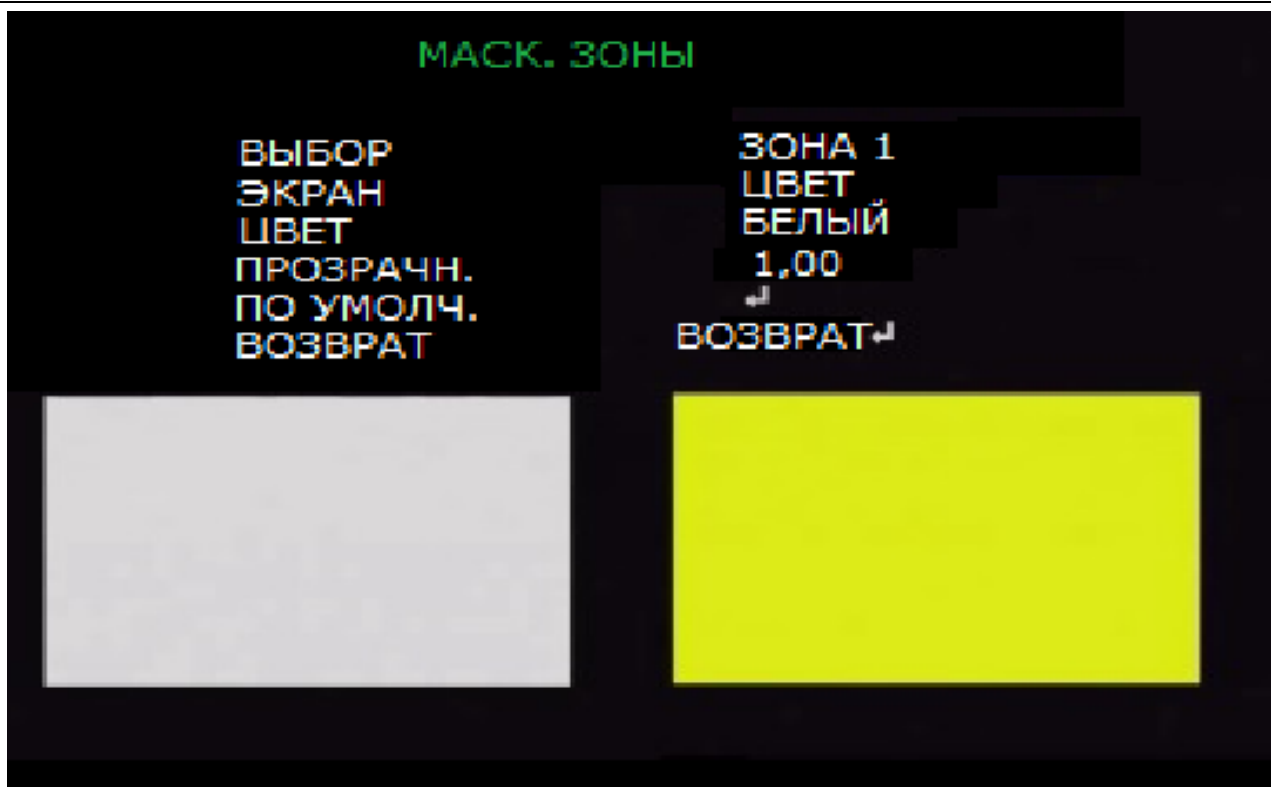 МАСК. ЗОНЫ
ВЫБОР ЗОНА 1
ЭКРАН ЦВЕТ
ЦВЕТ БЕЛЫЙ
ПРОЗРАЧН. 1,00
ПО УМОЛЧ. ↵
ВОЗВРАТ ВОЗВРАТ↵